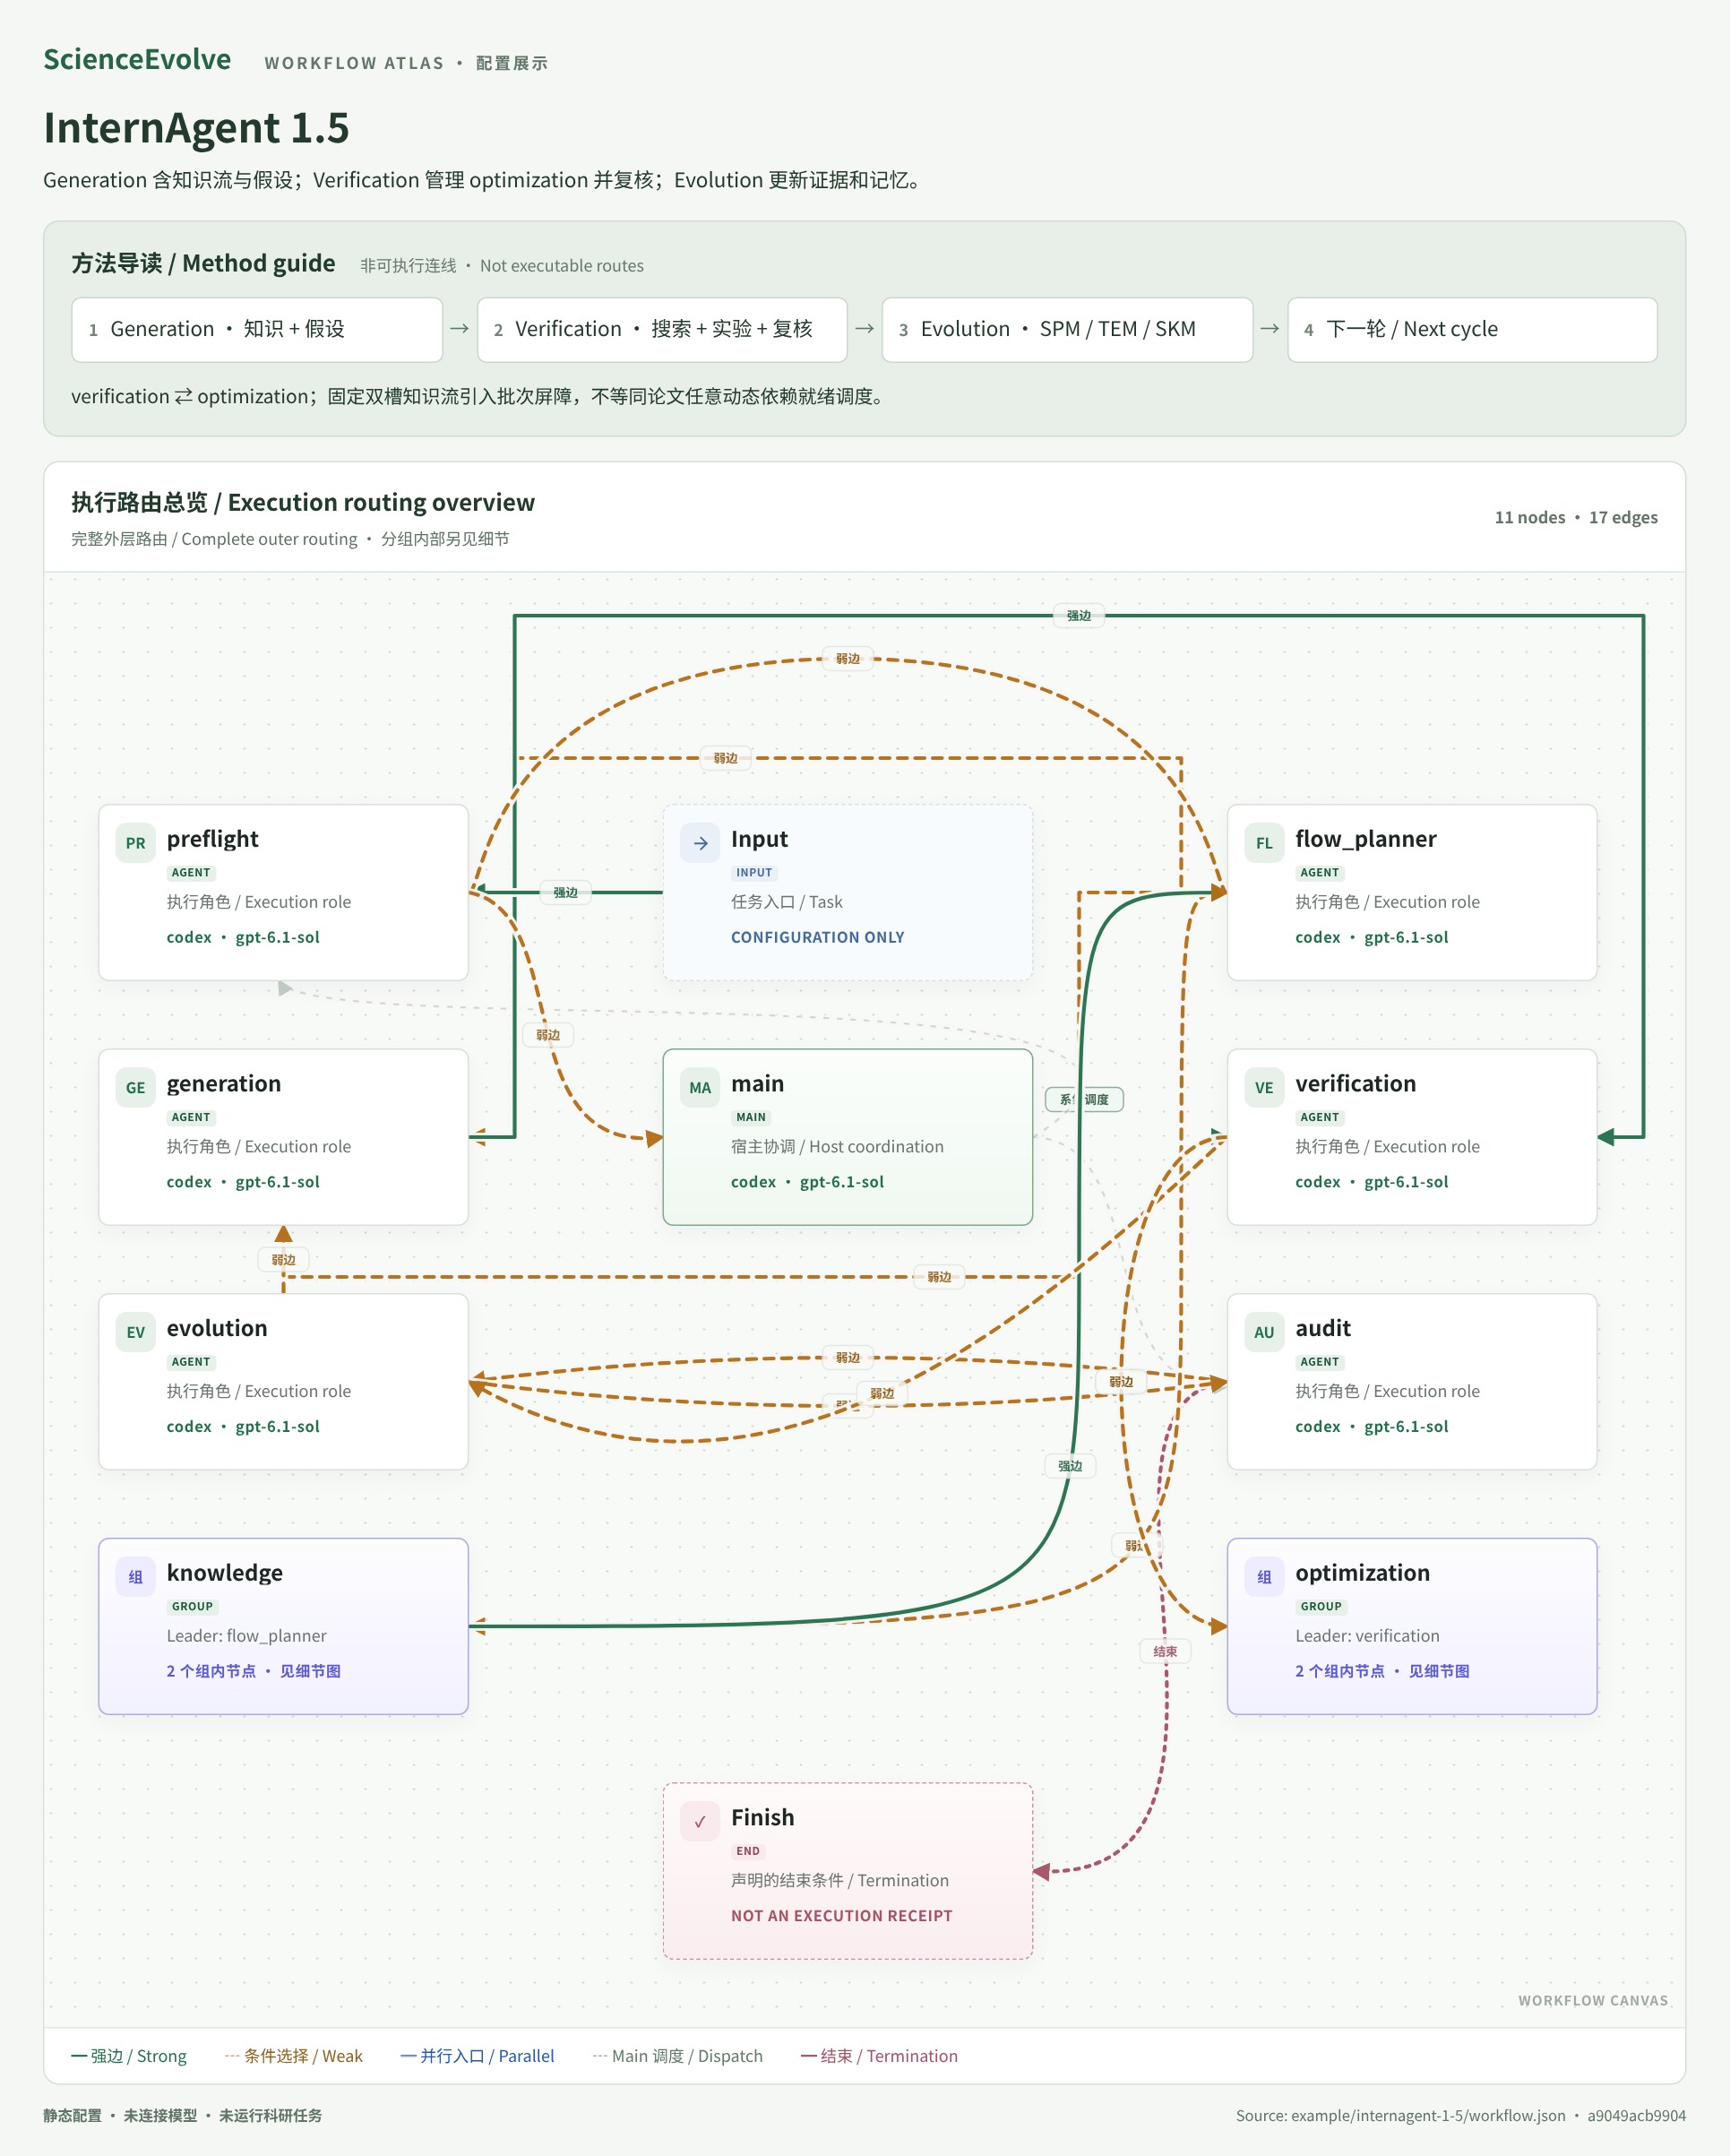 ScienceEvolve WORKFLOW ATLAS · 配置展示
InternAgent 1.5
Generation 含知识流与假设；Verification 管理 optimization 并复核；Evolution 更新证据和记忆。
方法导读 / Method guide 非可执行连线 · Not executable routes
1 Generation · 知识 + 假设 → 2 Verification · 搜索 + 实验 + 复核 → 3 Evolution · SPM / TEM / SKM → 4 下一轮 / Next cycle
verification ⇄ optimization；固定双槽知识流引入批次屏障，不等同论文任意动态依赖就绪调度。
执行路由总览 / Execution routing overview
11 nodes · 17 edges
完整外层路由 / Complete outer routing · 分组内部另见细节
强边
弱边
弱边
PR preflight
AGENT
执行角色 / Execution role
codex · gpt-6.1-sol
强边
→ Input
INPUT
任务入口 / Task
CONFIGURATION ONLY
FL flow_planner
AGENT
执行角色 / Execution role
codex · gpt-6.1-sol
弱边
GE generation
AGENT
执行角色 / Execution role
codex · gpt-6.1-sol
MA main
MAIN
宿主协调 / Host coordination
codex · gpt-6.1-sol
调度
VE verification
AGENT
执行角色 / Execution role
codex · gpt-6.1-sol
弱边
弱边
EV evolution
AGENT
执行角色 / Execution role
codex · gpt-6.1-sol
弱边
弱边
弱边
AU audit
AGENT
执行角色 / Execution role
codex · gpt-6.1-sol
强边
组 knowledge
GROUP
Leader: flow_planner
2 个组内节点 · 见细节图
组 optimization
GROUP
Leader: verification
2 个组内节点 · 见细节图
结束
✓ Finish
END
声明的结束条件 / Termination
NOT AN EXECUTION RECEIPT
WORKFLOW CANVAS
强边 / Strong 条件选择 / Weak 并行入口 / Parallel Main 调度 / Dispatch 结束 / Termination
静态配置 · 未连接模型 · 未运行科研任务
Source: example/internagent-1-5/workflow.json · a9049acb9904